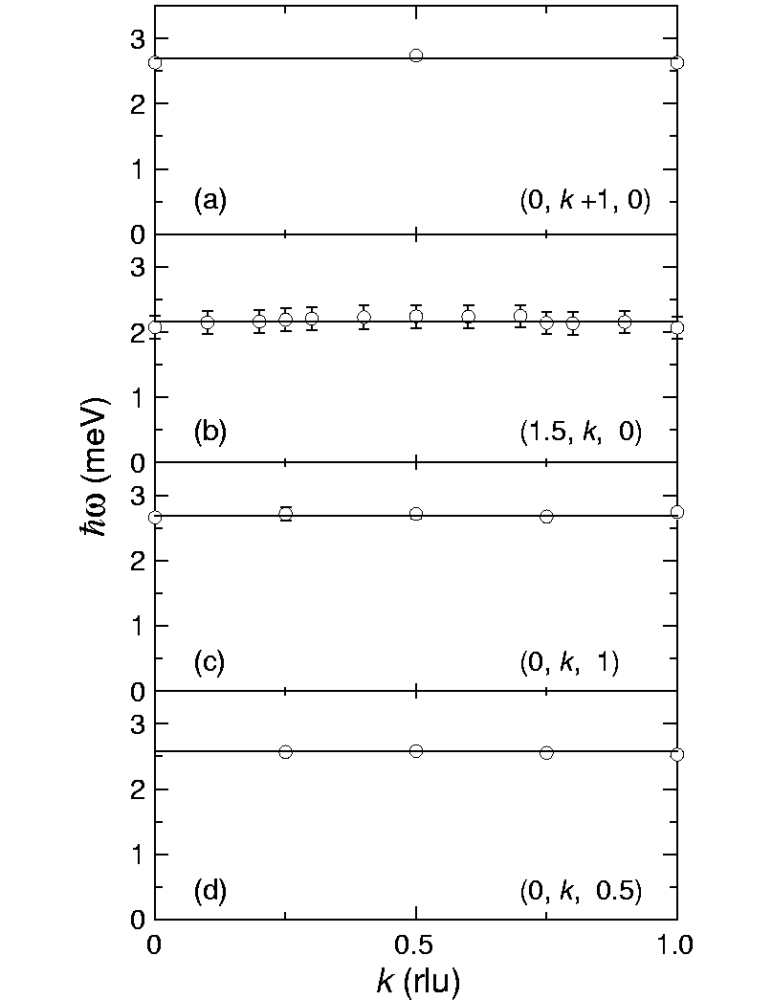 3
2
1
0
(a)
(0, k+1, 0)
3
2
1
0
(b)
(1.5, k, 0)
3
2
1
0
(c)
(0, k, 1)
3
2
1
0
(d)
(0, k, 0.5)
0
0.5
1.0
k (rlu)
ħω (meV)